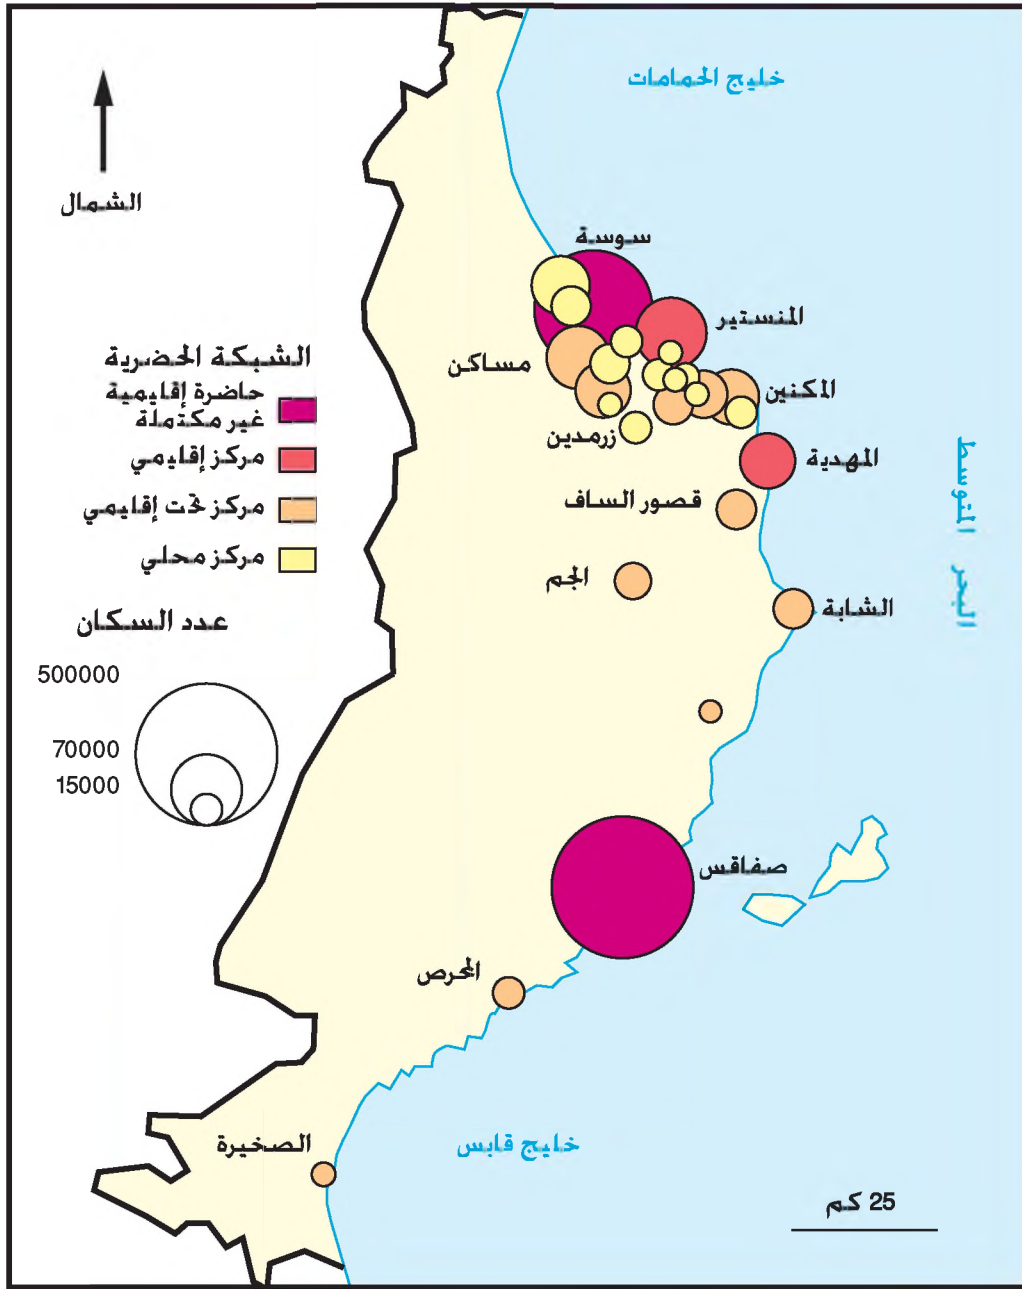 خليج الحمامات
الشمال
سوسة
المنستير
مساكن
المكنين
زرمدين
المهدية
قصور الساف
الجم
الشابة
صفاقس
المحرص
الصخيرة
خليج قابس
البحر المتوسط
الشبكة الحضرية
حاضرة إقليمية
غير مكتملة
مركز إقليمي
مركز تحت إقليمي
مركز محلي
عدد السكان
500000
70000
15000
25 كم